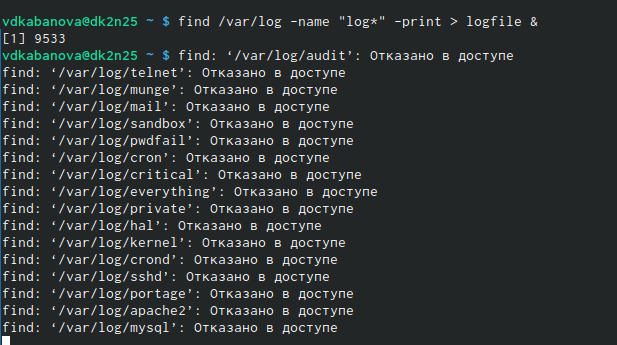 vdkabanova@dk2n25 ~ $ find /var/log -name "log*" -print > logfile &
[1] 9533
vdkabanova@dk2n25 ~ $ find: ‘/var/log/audit’: Отказано в доступе
find: ‘/var/log/telnet’: Отказано в доступе
find: ‘/var/log/munge’: Отказано в доступе
find: ‘/var/log/mail’: Отказано в доступе
find: ‘/var/log/sandbox’: Отказано в доступе
find: ‘/var/log/pwdfail’: Отказано в доступе
find: ‘/var/log/cron’: Отказано в доступе
find: ‘/var/log/critical’: Отказано в доступе
find: ‘/var/log/everything’: Отказано в доступе
find: ‘/var/log/private’: Отказано в доступе
find: ‘/var/log/hal’: Отказано в доступе
find: ‘/var/log/kernel’: Отказано в доступе
find: ‘/var/log/crond’: Отказано в доступе
find: ‘/var/log/sshd’: Отказано в доступе
find: ‘/var/log/portage’: Отказано в доступе
find: ‘/var/log/apache2’: Отказано в доступе
find: ‘/var/log/mysql’: Отказано в доступе